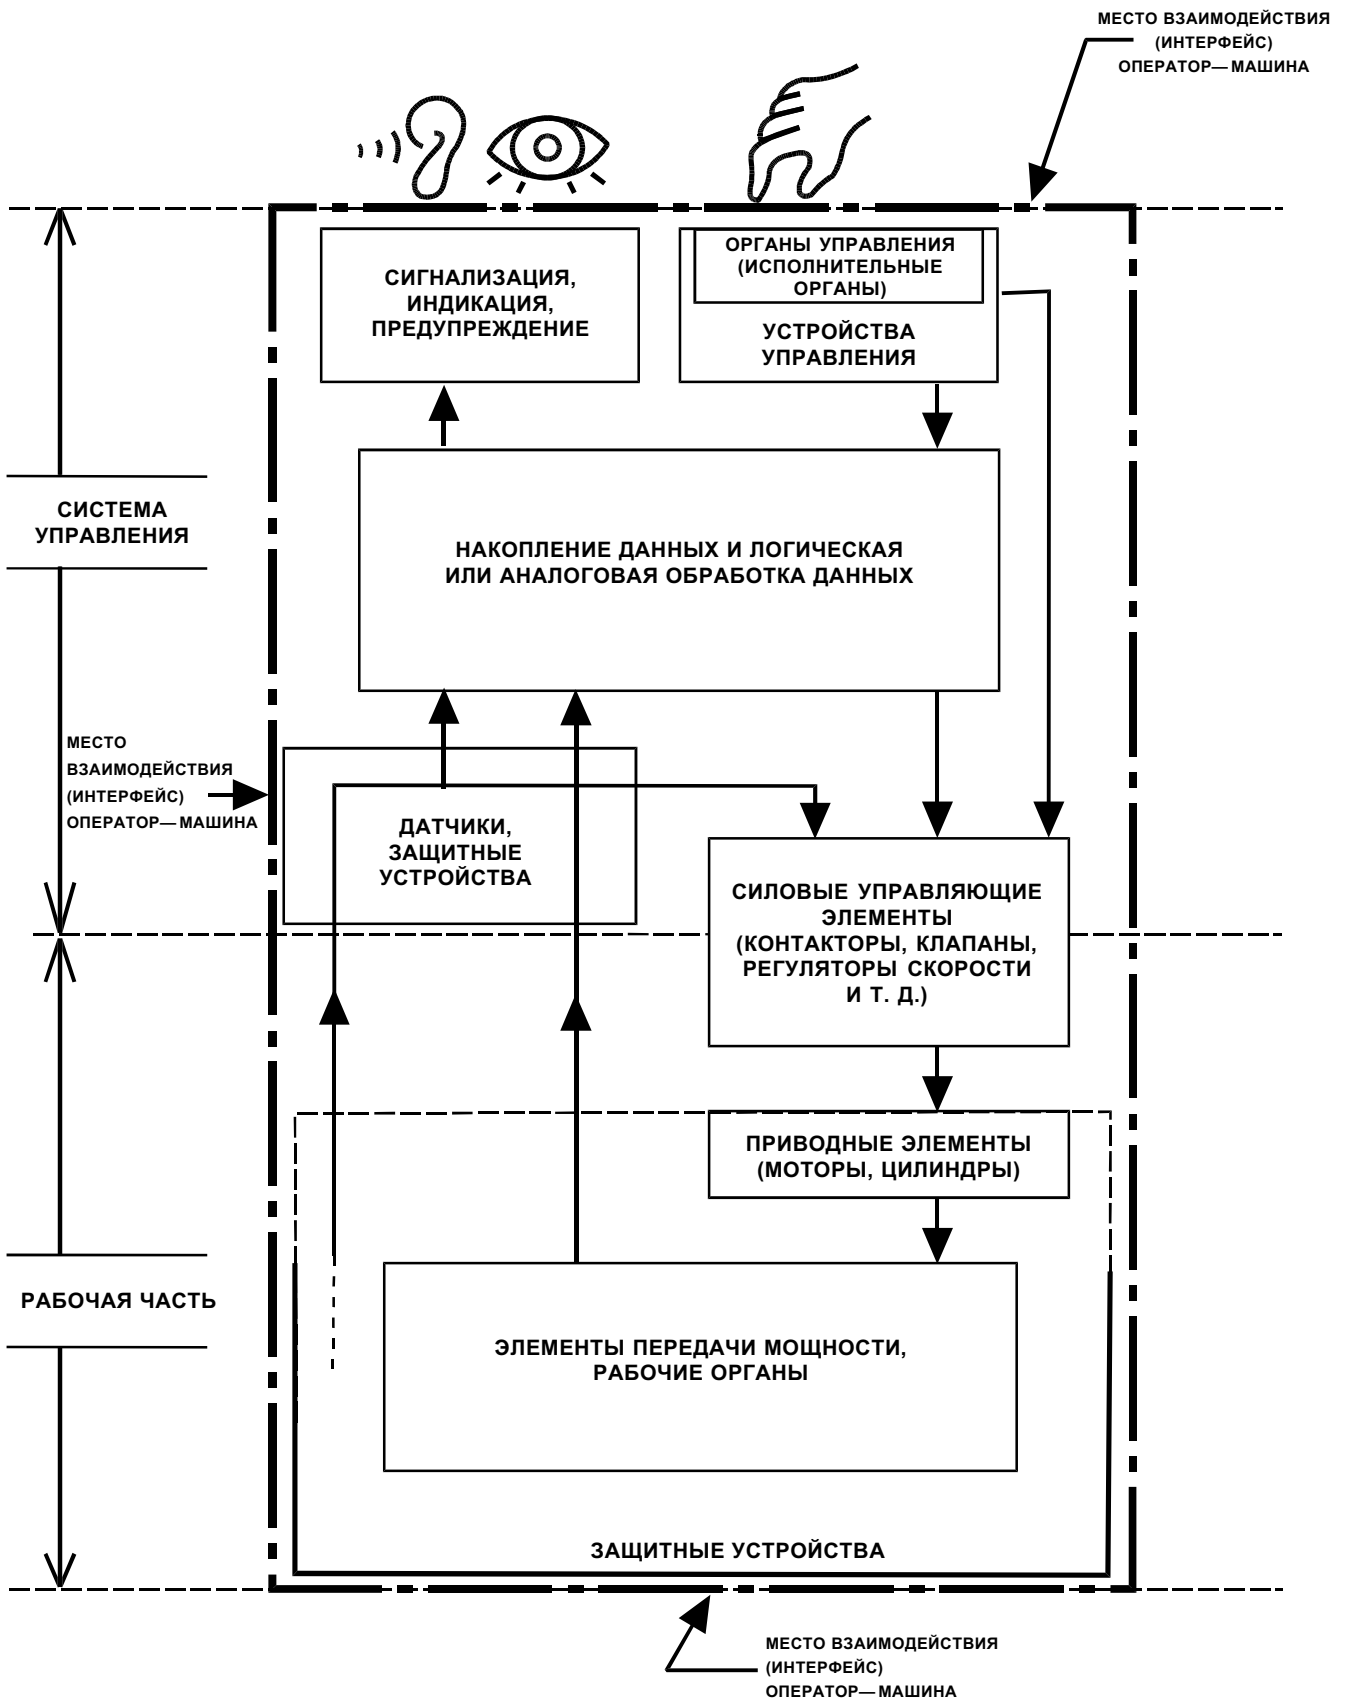 МЕСТО ВЗАИМОДЕЙСТВИЯ
(ИНТЕРФЕЙС)
ОПЕРАТОР—МАШИНА
СИГНАЛИЗАЦИЯ,
ИНДИКАЦИЯ,
ПРЕДУПРЕЖДЕНИЕ
ОРГАНЫ УПРАВЛЕНИЯ
(ИСПОЛНИТЕЛЬНЫЕ
ОРГАНЫ)
УСТРОЙСТВА
УПРАВЛЕНИЯ
СИСТЕМА
УПРАВЛЕНИЯ
НАКОПЛЕНИЕ ДАННЫХ И ЛОГИЧЕСКАЯ
ИЛИ АНАЛОГОВАЯ ОБРАБОТКА ДАННЫХ
МЕСТО
ВЗАИМОДЕЙСТВИЯ
(ИНТЕРФЕЙС)
ОПЕРАТОР—МАШИНА
ДАТЧИКИ,
ЗАЩИТНЫЕ
УСТРОЙСТВА
СИЛОВЫЕ УПРАВЛЯЮЩИЕ
ЭЛЕМЕНТЫ
(КОНТАКТОРЫ, КЛАПАНЫ,
РЕГУЛЯТОРЫ СКОРОСТИ
И Т. Д.)
ПРИВОДНЫЕ ЭЛЕМЕНТЫ
(МОТОРЫ, ЦИЛИНДРЫ)
РАБОЧАЯ ЧАСТЬ
ЭЛЕМЕНТЫ ПЕРЕДАЧИ МОЩНОСТИ,
РАБОЧИЕ ОРГАНЫ
ЗАЩИТНЫЕ УСТРОЙСТВА
МЕСТО ВЗАИМОДЕЙСТВИЯ
(ИНТЕРФЕЙС)
ОПЕРАТОР—МАШИНА